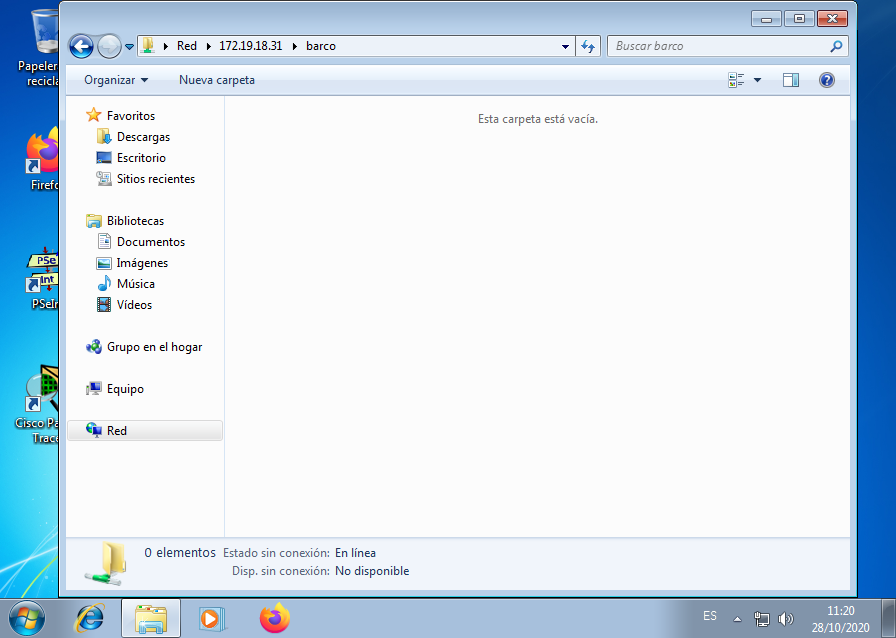 Papeler
recicla
Firefo
PSe
Int
PSeIn
Cisco Pa
Trace
Red 172.19.18.31 barco
Buscar barco
Organizar Nueva carpeta
Favoritos
Descargas
Escritorio
Sitios recientes
Bibliotecas
Documentos
Imágenes
Música
Vídeos
Grupo en el hogar
Equipo
Red
Esta carpeta está vacía.
0 elementos Estado sin conexión: En línea
Disp. sin conexión: No disponible
ES
11:20
28/10/2020